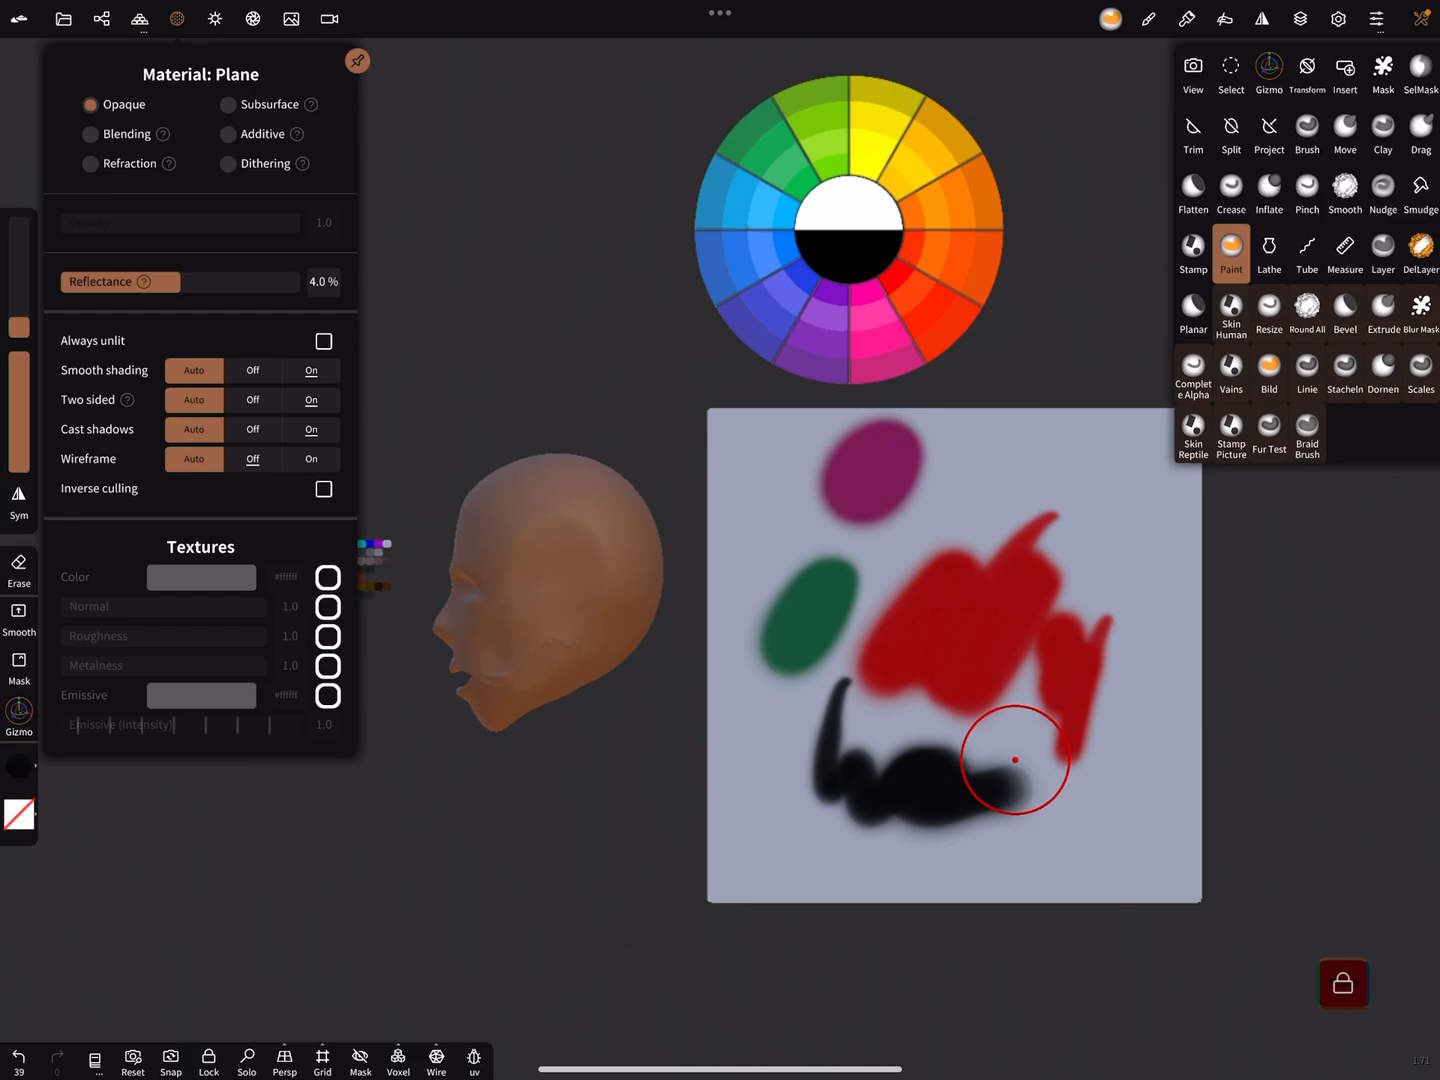 Material: Plane
Opaque
Subsurface ?
Blending ?
Additive ?
Refraction ?
Dithering ?
1.0
Reflectance ? 4.0 %
Always unlit
Smooth shading Auto Off On
Two sided ? Auto Off On
Cast shadows Auto Off On
Wireframe Auto Off On
Inverse culling
Textures
Color #ffffff
Normal 1.0
Roughness 1.0
Metalness 1.0
Emissive #ffffff
Emissive (Intensity) 1.0
Sym
Erase
Smooth
Mask
Gizmo
View Select Gizmo Transform Insert Mask SelMask
Trim Split Project Brush Move Clay Drag
Flatten Crease Inflate Pinch Smooth Nudge Smudge
Stamp Paint Lathe Tube Measure Layer DelLayer
Planar Skin Human Resize Round All Bevel Extrude Blur Mask
Complete Alpha Vains Bild Linie Stacheln Dornen Scales
Skin Reptile Stamp Picture Fur Test Braid Brush
39 0 ... Reset Snap Lock Solo Persp Grid Mask Voxel Wire uv
1.71